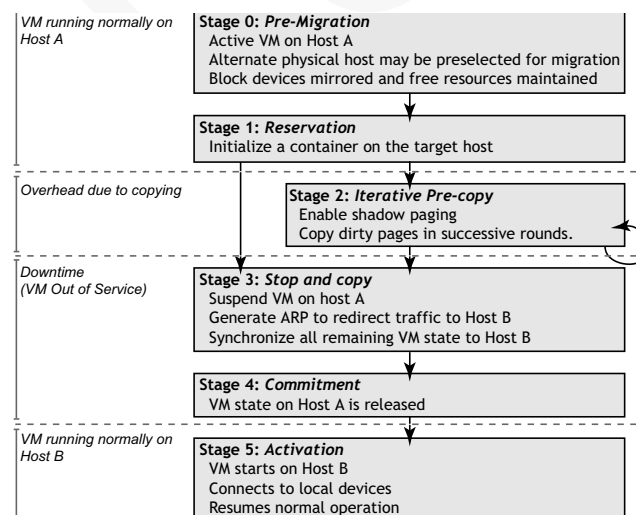 VM running normally on
Host A
Stage 0: Pre-Migration
Active VM on Host A
Alternate physical host may be preselected for migration
Block devices mirrored and free resources maintained
Stage 1: Reservation
Initialize a container on the target host
Overhead due to copying
Stage 2: Iterative Pre-copy
Enable shadow paging
Copy dirty pages in successive rounds.
Downtime
(VM Out of Service)
Stage 3: Stop and copy
Suspend VM on host A
Generate ARP to redirect traffic to Host B
Synchronize all remaining VM state to Host B
Stage 4: Commitment
VM state on Host A is released
VM running normally on
Host B
Stage 5: Activation
VM starts on Host B
Connects to local devices
Resumes normal operation